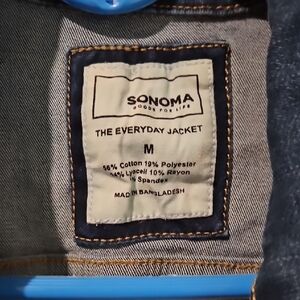 SONOMA
GOODS FOR LIFE
THE EVERYDAY JACKET
M
56% Cotton 19% Polyester
14% Lyocell 10% Rayon
1% Spandex
MADE IN BANGLADESH